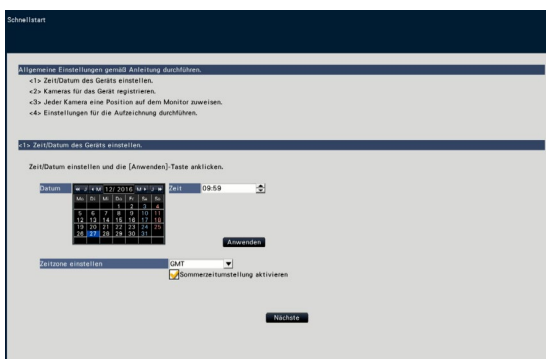 Schnellstart
Allgemeine Einstellungen gemäß Anleitung durchführen.
<1> Zeit/Datum des Geräts einstellen.
<2> Kameras für das Gerät registrieren.
<3> Jeder Kamera eine Position auf dem Monitor zuweisen.
<4> Einstellungen für die Aufzeichnung durchführen.
<1> Zeit/Datum des Geräts einstellen.
Zeit/Datum einstellen und die [Anwenden]-Taste anklicken.
Datum « J ◂ M 12/ 2016 M ▸ J » Zeit 09:59
Mo Di Mi Do Fr Sa So
1 2 3 4
5 6 7 8 9 10 11
12 13 14 15 16 17 18
19 20 21 22 23 24 25
26 27 28 29 30 31
Anwenden
Zeitzone einstellen GMT
Sommerzeitumstellung aktivieren
Nächste